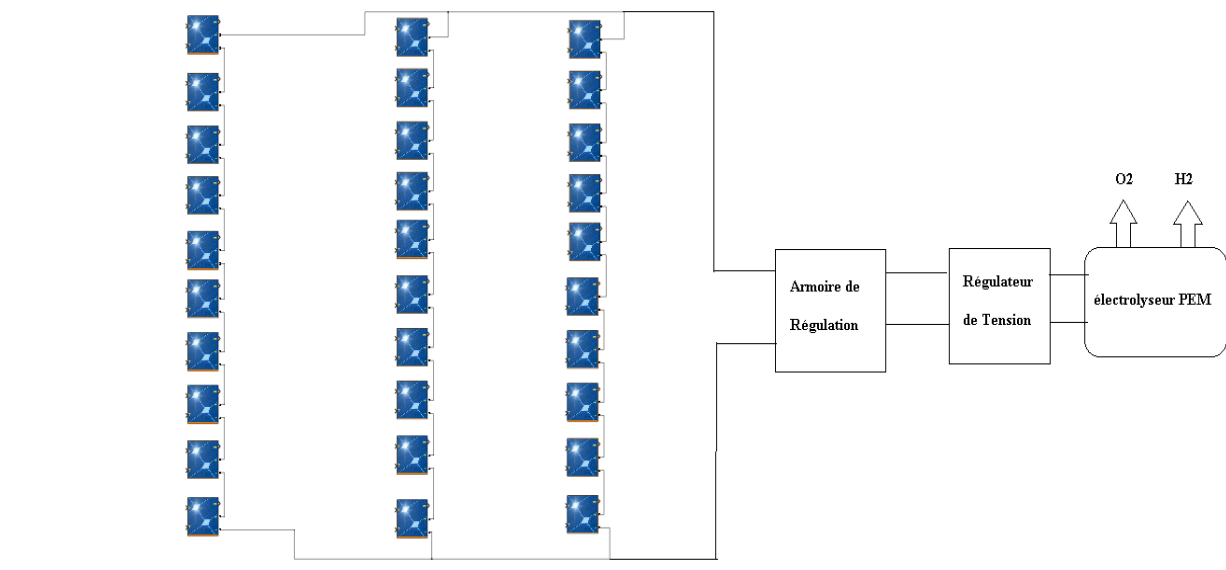 O2
H2
Armoire de
Régulation
Régulateur
de Tension
électrolyseur PEM